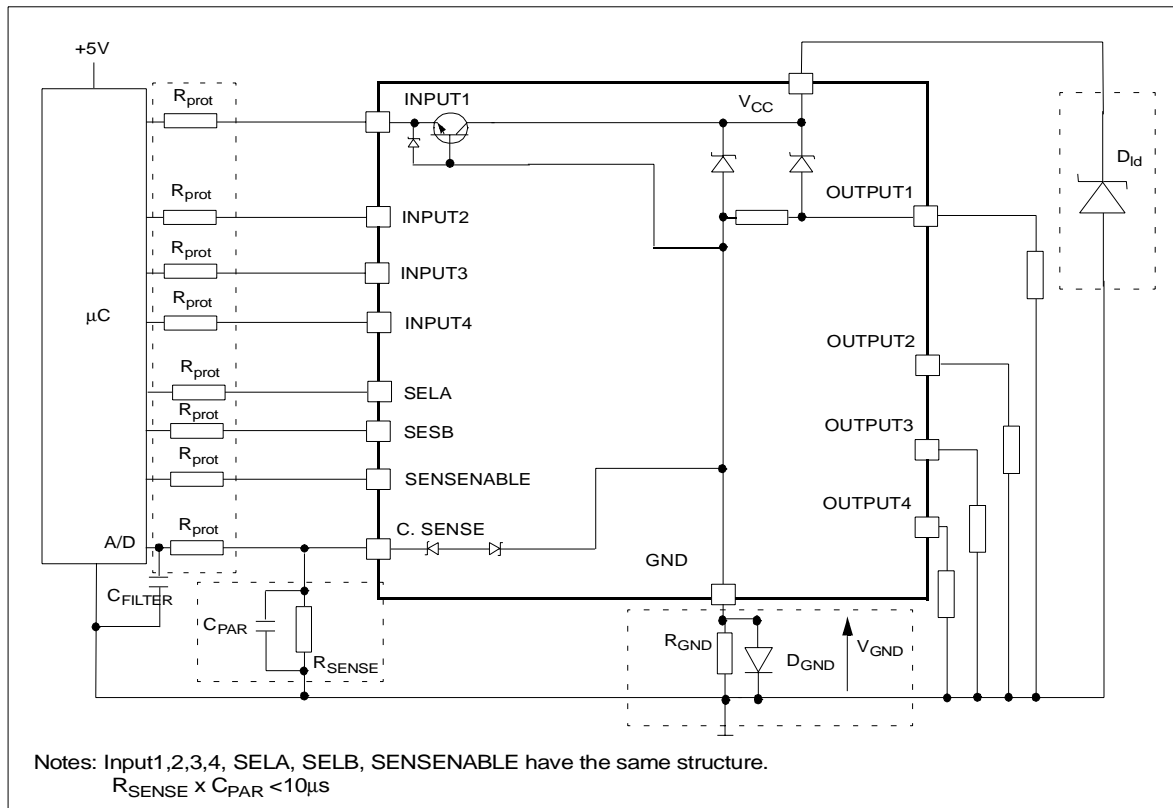 +5V
Rprot
INPUT1
VCC
Dld
Rprot
OUTPUT1
INPUT2
Rprot
INPUT3
Rprot
μC
INPUT4
OUTPUT2
Rprot
SELA
Rprot
SESB
OUTPUT3
Rprot
SENSENABLE
OUTPUT4
Rprot
C. SENSE
A/D
GND
CFILTER
CPAR
RSENSE
RGND
DGND
VGND
Notes: Input1,2,3,4, SELA, SELB, SENSENABLE have the same structure.
RSENSE x CPAR <10μs